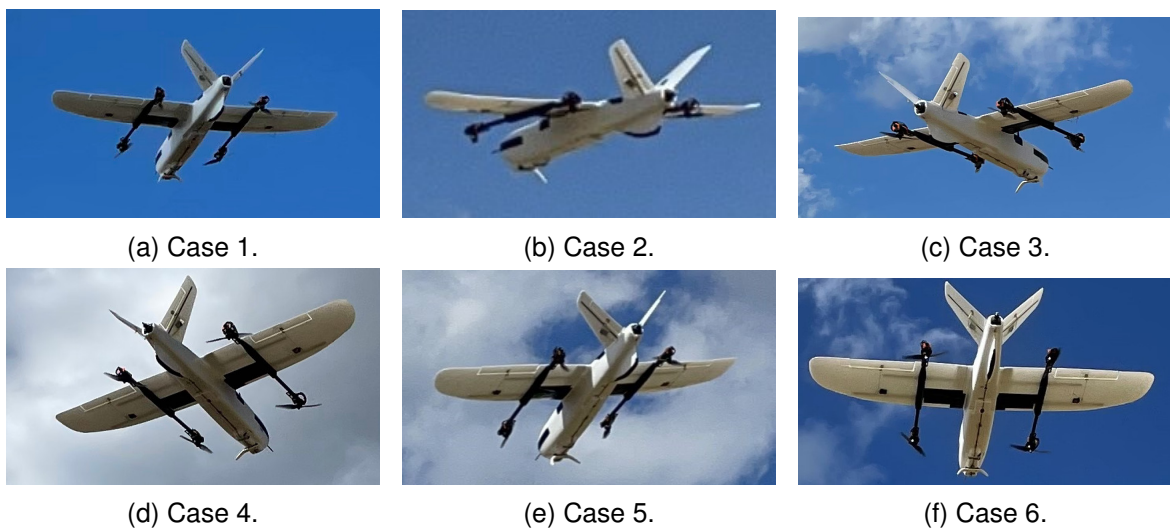 (a) Case 1.
(b) Case 2.
(c) Case 3.
(d) Case 4.
(e) Case 5.
(f) Case 6.